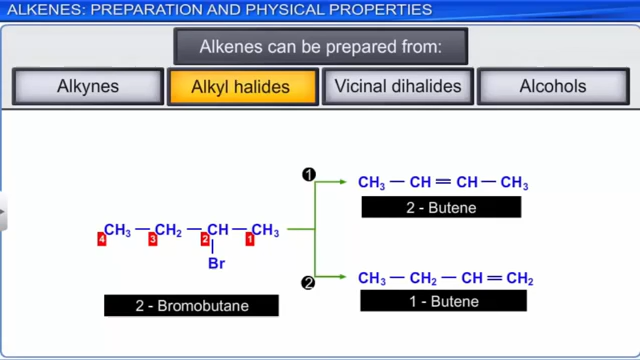 ALKENES: PREPARATION AND PHYSICAL PROPERTIES
Alkenes can be prepared from:
Alkynes Alkyl halides Vicinal dihalides Alcohols
1
CH3 — CH = CH — CH3
2 - Butene
CH3 — CH2 — CH — CH3
4 3 2 1
Br
2 - Bromobutane
2
CH3 — CH2 — CH = CH2
1 - Butene